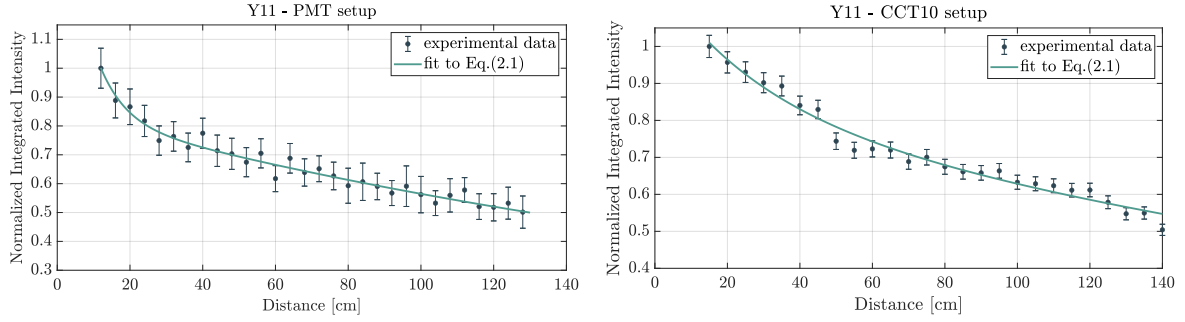 Y11 - PMT setup
Normalized Integrated Intensity
1.1
1
0.9
0.8
0.7
0.6
0.5
0.4
0.3
experimental data
fit to Eq.(2.1)
0 20 40 60 80 100 120 140
Distance [cm]
Y11 - CCT10 setup
Normalized Integrated Intensity
1
0.9
0.8
0.7
0.6
0.5
0.4
experimental data
fit to Eq.(2.1)
0 20 40 60 80 100 120 140
Distance [cm]